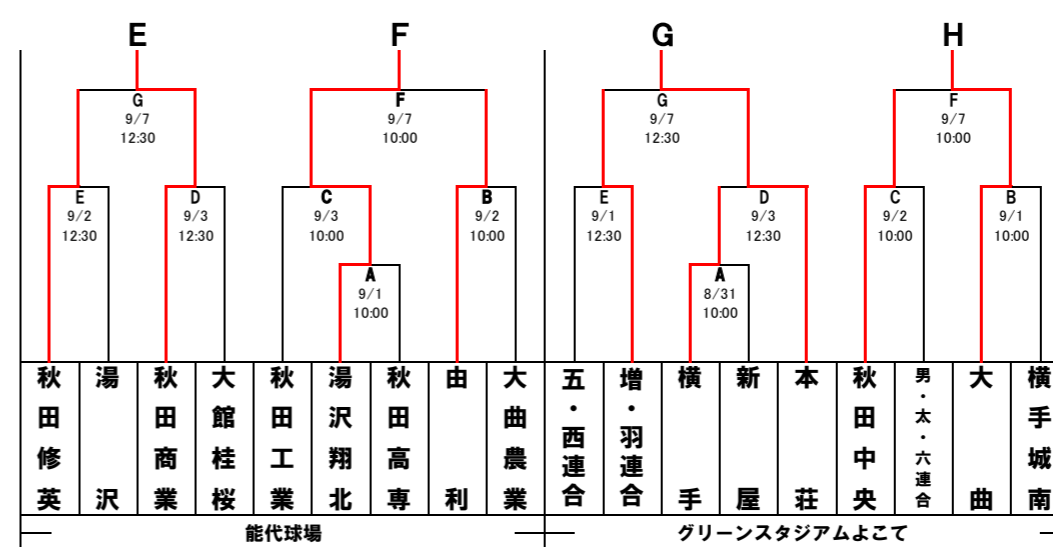 E F G H
G F G F
9/7 9/7 9/7 9/7
12:30 10:00 12:30 10:00
E D C B E D C B
9/2 9/3 9/3 9/2 9/1 9/3 9/2 9/1
12:30 12:30 10:00 10:00 12:30 12:30 10:00 10:00
A A
9/1 8/31
10:00 10:00
秋田修英
湯沢
秋田商業
大館桂桜
秋田工業
湯沢翔北
秋田高専
由利
大曲農業
五・西連合
増・羽連合
横手
新屋
本荘
秋田中央
男・太・六連合
大曲
横手城南
能代球場 グリーンスタジアムよこて